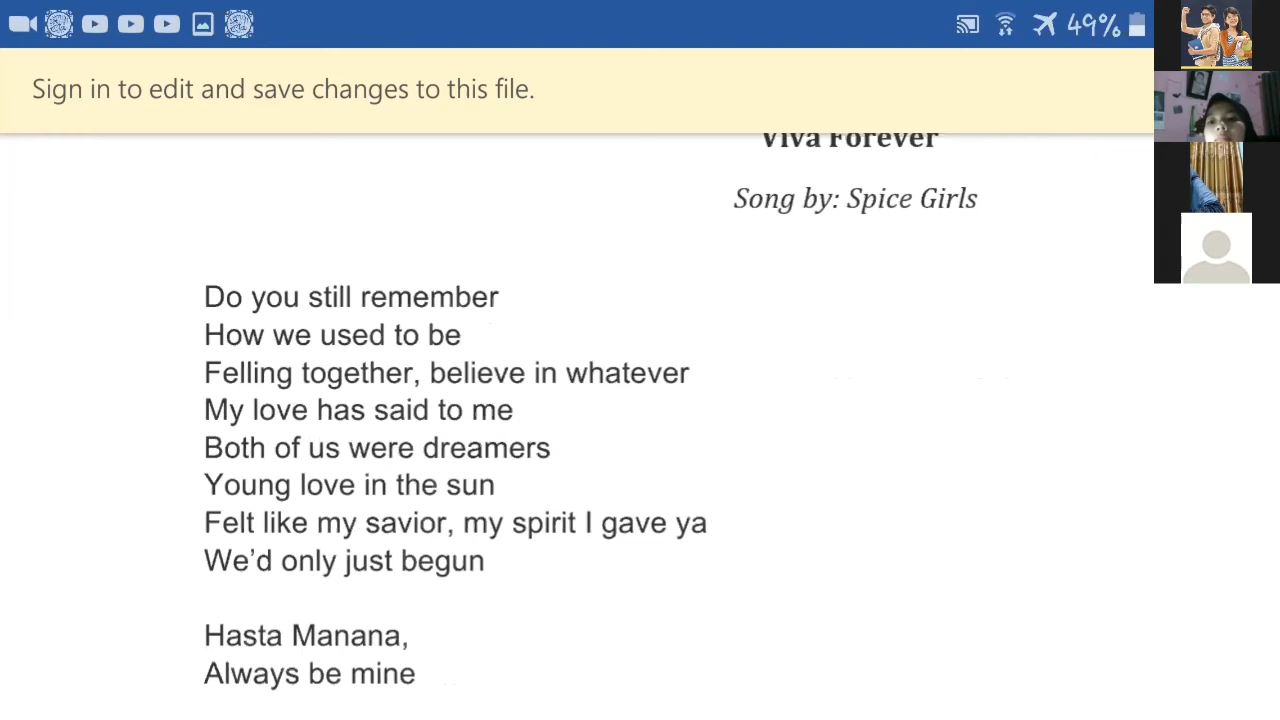 49%
Sign in to edit and save changes to this file.
Viva Forever
Song by: Spice Girls
Do you still remember
How we used to be
Felling together, believe in whatever
My love has said to me
Both of us were dreamers
Young love in the sun
Felt like my savior, my spirit I gave ya
We’d only just begun
Hasta Manana,
Always be mine